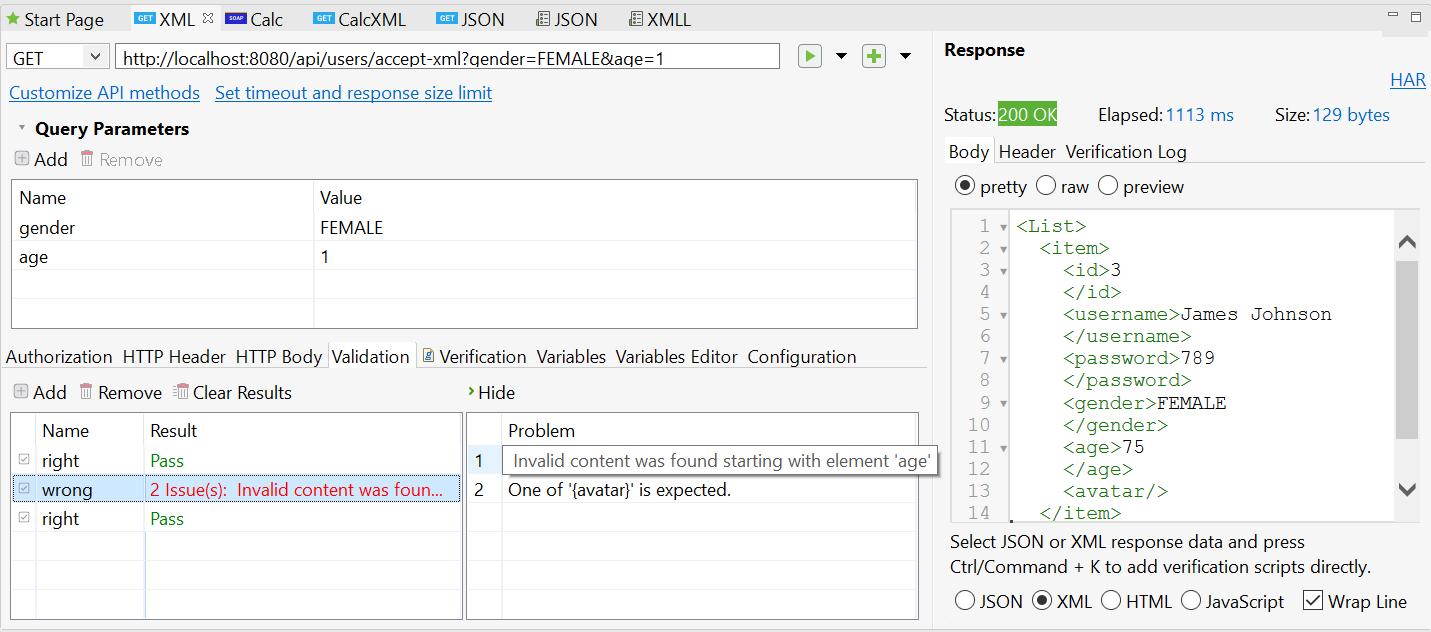 Start Page
GET XML
SOAP Calc
GET CalcXML
GET JSON
JSON
XMLL
GET
http://localhost:8080/api/users/accept-xml?gender=FEMALE&age=1
Customize API methods Set timeout and response size limit
Query Parameters
Add Remove
Name Value
gender FEMALE
age 1
Authorization HTTP Header HTTP Body Validation Verification Variables Variables Editor Configuration
Add Remove Clear Results
Name Result
right Pass
wrong 2 Issue(s): Invalid content was foun...
right Pass
Hide
Problem
1 Invalid content was found starting with element 'age'
2 One of '{avatar}' is expected.
Response
HAR
Status: 200 OK Elapsed: 1113 ms Size: 129 bytes
Body Header Verification Log
pretty raw preview
1 <List>
2 <item>
3 <id>3
4 </id>
5 <username>James Johnson
6 </username>
7 <password>789
8 </password>
9 <gender>FEMALE
10 </gender>
11 <age>75
12 </age>
13 <avatar/>
14 </item>
Select JSON or XML response data and press
Ctrl/Command + K to add verification scripts directly.
JSON XML HTML JavaScript Wrap Line